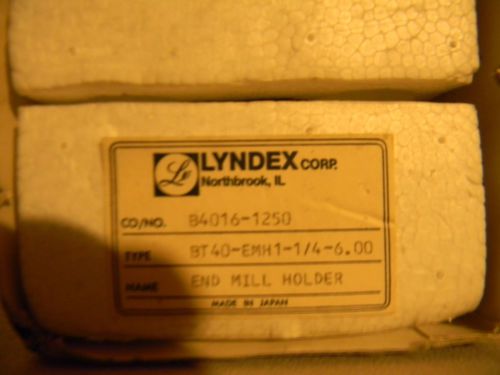 LYNDEX CORP.
Northbrook, IL
CO/NO. B4016-1250
TYPE BT40-EMH1-1/4-6.00
NAME END MILL HOLDER
MADE IN JAPAN